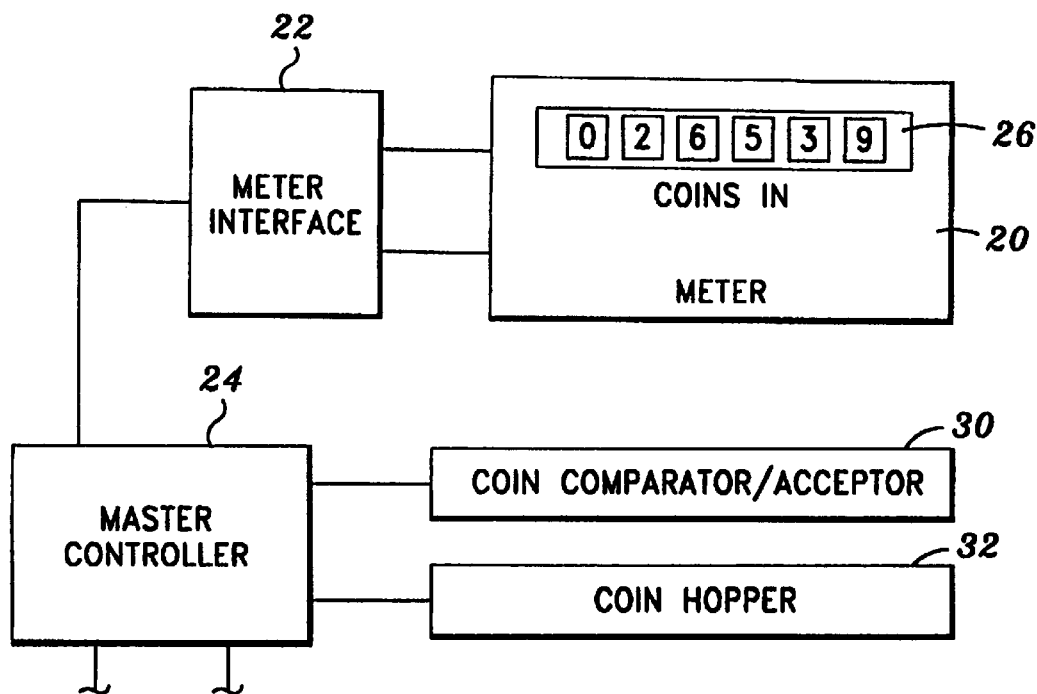 22
METER
INTERFACE
0 2 6 5 3 9
26
COINS IN
20
METER
24
MASTER
CONTROLLER
30
COIN COMPARATOR/ACCEPTOR
32
COIN HOPPER